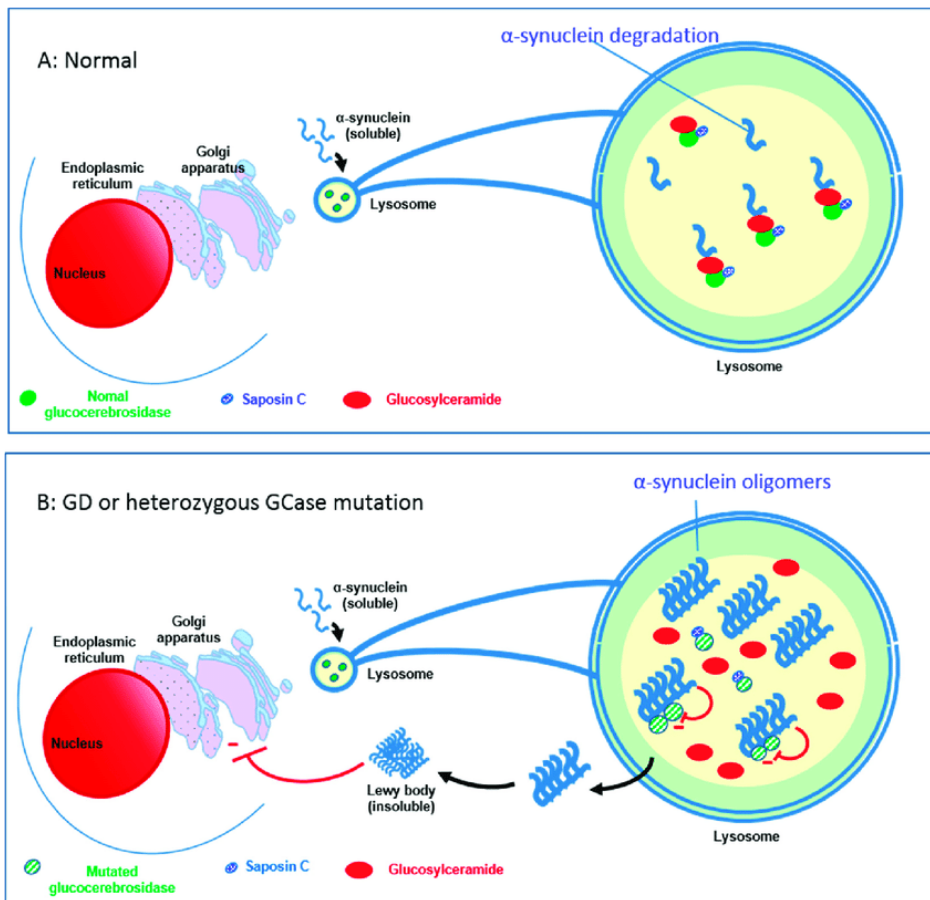 A: Normal
α-synuclein degradation
α-synuclein
(soluble)
Golgi
apparatus
Endoplasmic
reticulum
Lysosome
Nucleus
Lysosome
Nomal
glucocerebrosidase
Saposin C
Glucosylceramide
B: GD or heterozygous GCase mutation
α-synuclein oligomers
α-synuclein
(soluble)
Golgi
apparatus
Endoplasmic
reticulum
Lysosome
Nucleus
Lewy body
(insoluble)
Lysosome
Mutated
glucocerebrosidase
Saposin C
Glucosylceramide